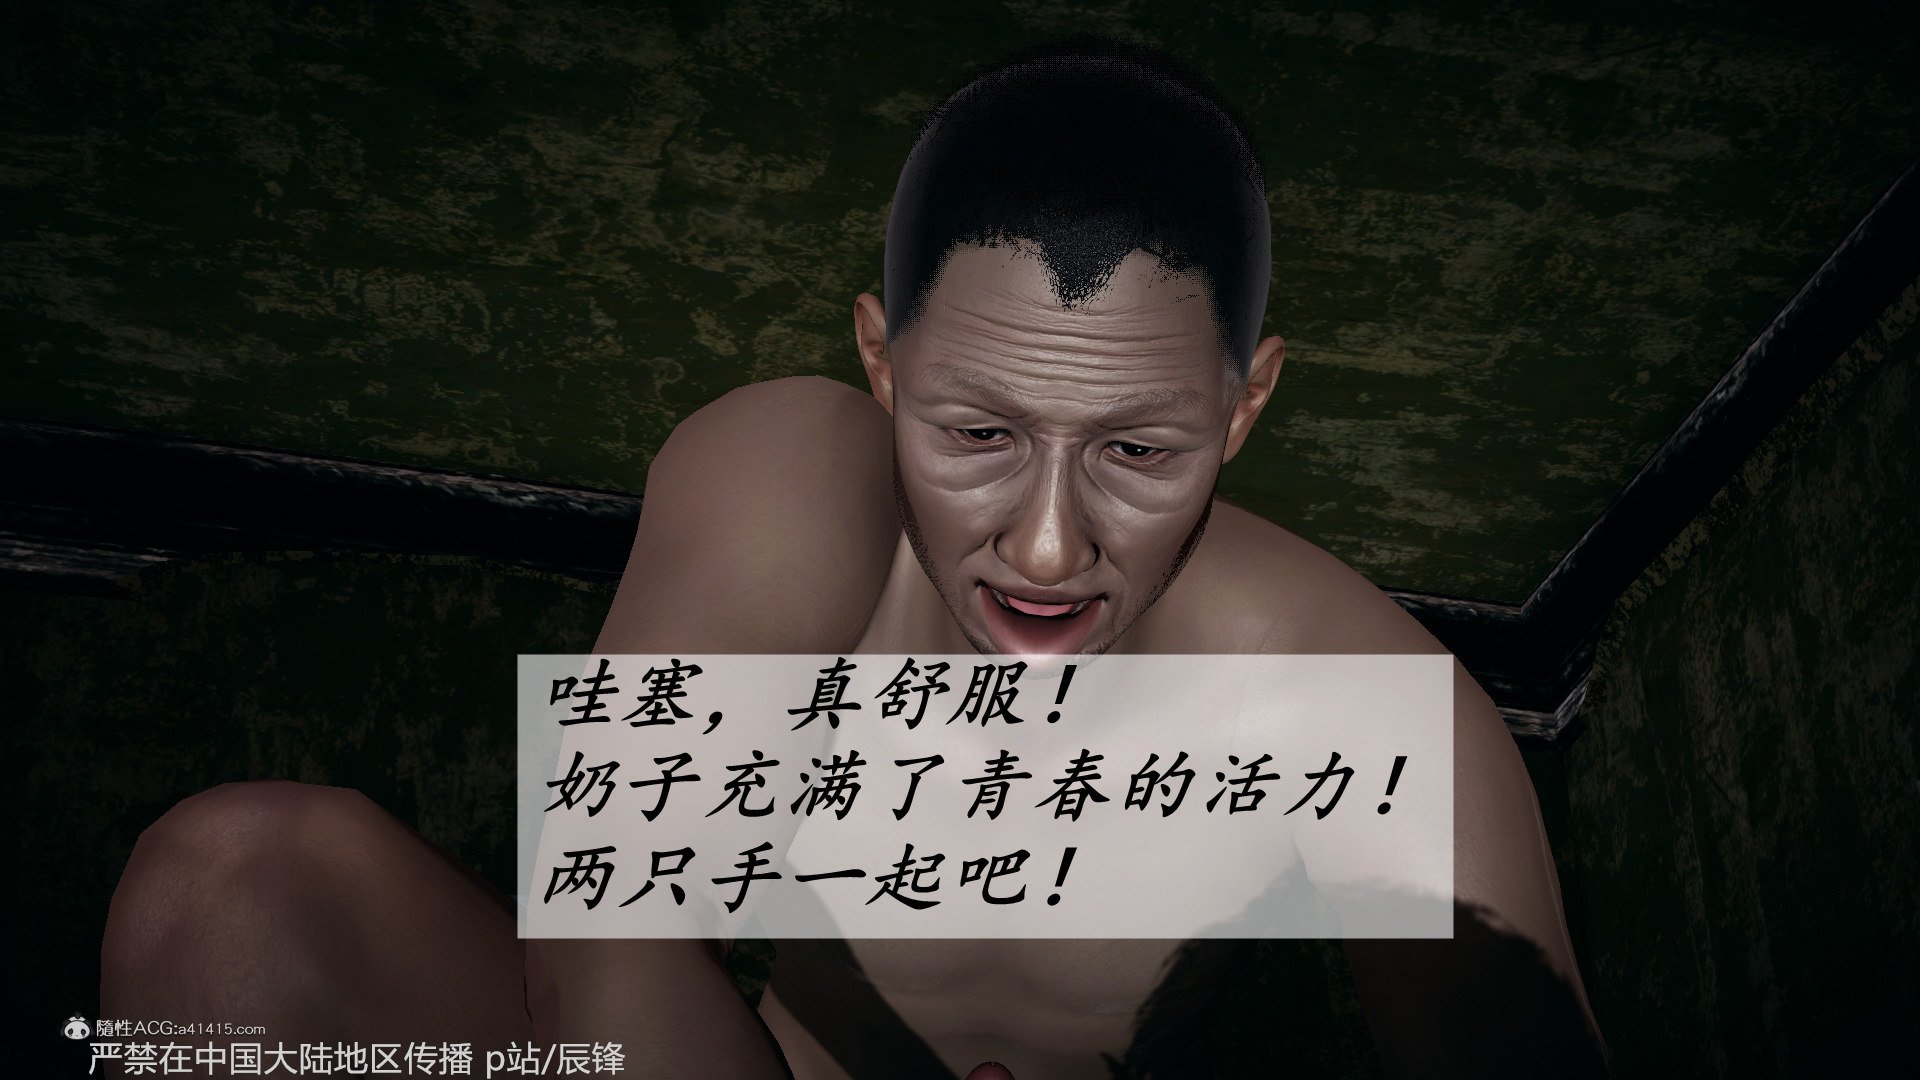 哇塞，真舒服！
奶子充满了青春的活力！
两只手一起吧！
隨性ACG:a41415.com
严禁在中国大陆地区传播 p站/辰锋